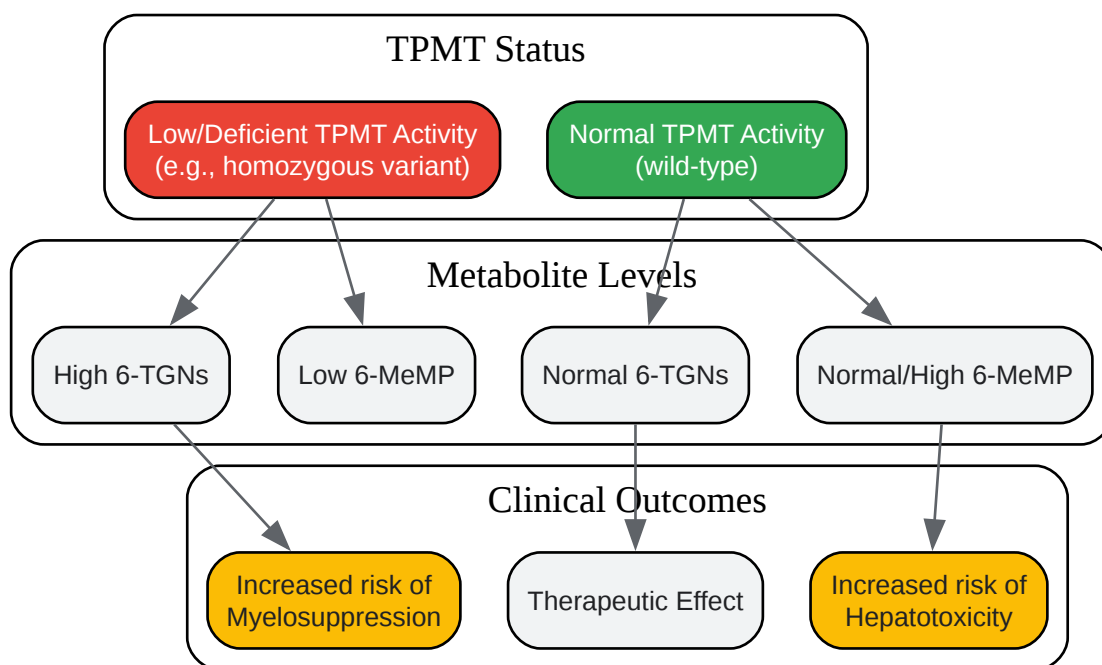 TPMT Status
Low/Deficient TPMT Activity
(e.g., homozygous variant)
Normal TPMT Activity
(wild-type)
Metabolite Levels
High 6-TGNs
Low 6-MeMP
Normal 6-TGNs
Normal/High 6-MeMP
Clinical Outcomes
Increased risk of
Myelosuppression
Therapeutic Effect
Increased risk of
Hepatotoxicity